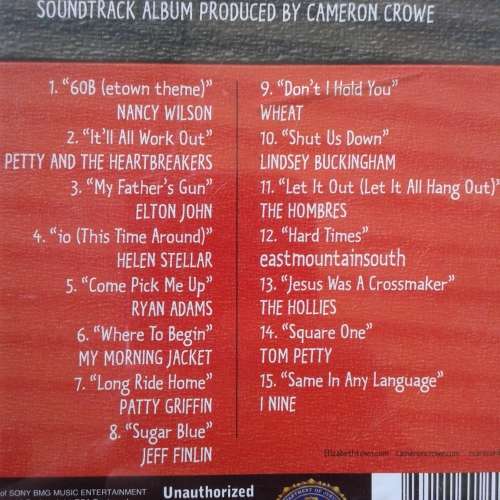 SOUNDTRACK ALBUM PRODUCED BY CAMERON CROWE
1. “60B (etown theme)”
NANCY WILSON
2. “It’ll All Work Out”
PETTY AND THE HEARTBREAKERS
3. “My Father’s Gun”
ELTON JOHN
4. “io (This Time Around)”
HELEN STELLAR
5. “Come Pick Me Up”
RYAN ADAMS
6. “Where To Begin”
MY MORNING JACKET
7. “Long Ride Home”
PATTY GRIFFIN
8. “Sugar Blue”
JEFF FINLIN
9. “Don’t I Hold You”
WHEAT
10. “Shut Us Down”
LINDSEY BUCKINGHAM
11. “Let It Out (Let It All Hang Out)”
THE HOMBRES
12. “Hard Times”
eastmountainsouth
13. “Jesus Was A Crossmaker”
THE HOLLIES
14. “Square One”
TOM PETTY
15. “Same In Any Language”
I NINE
Elizabethtown.com cameroncrowe.com
of SONY BMG MUSIC ENTERTAINMENT
Unauthorized